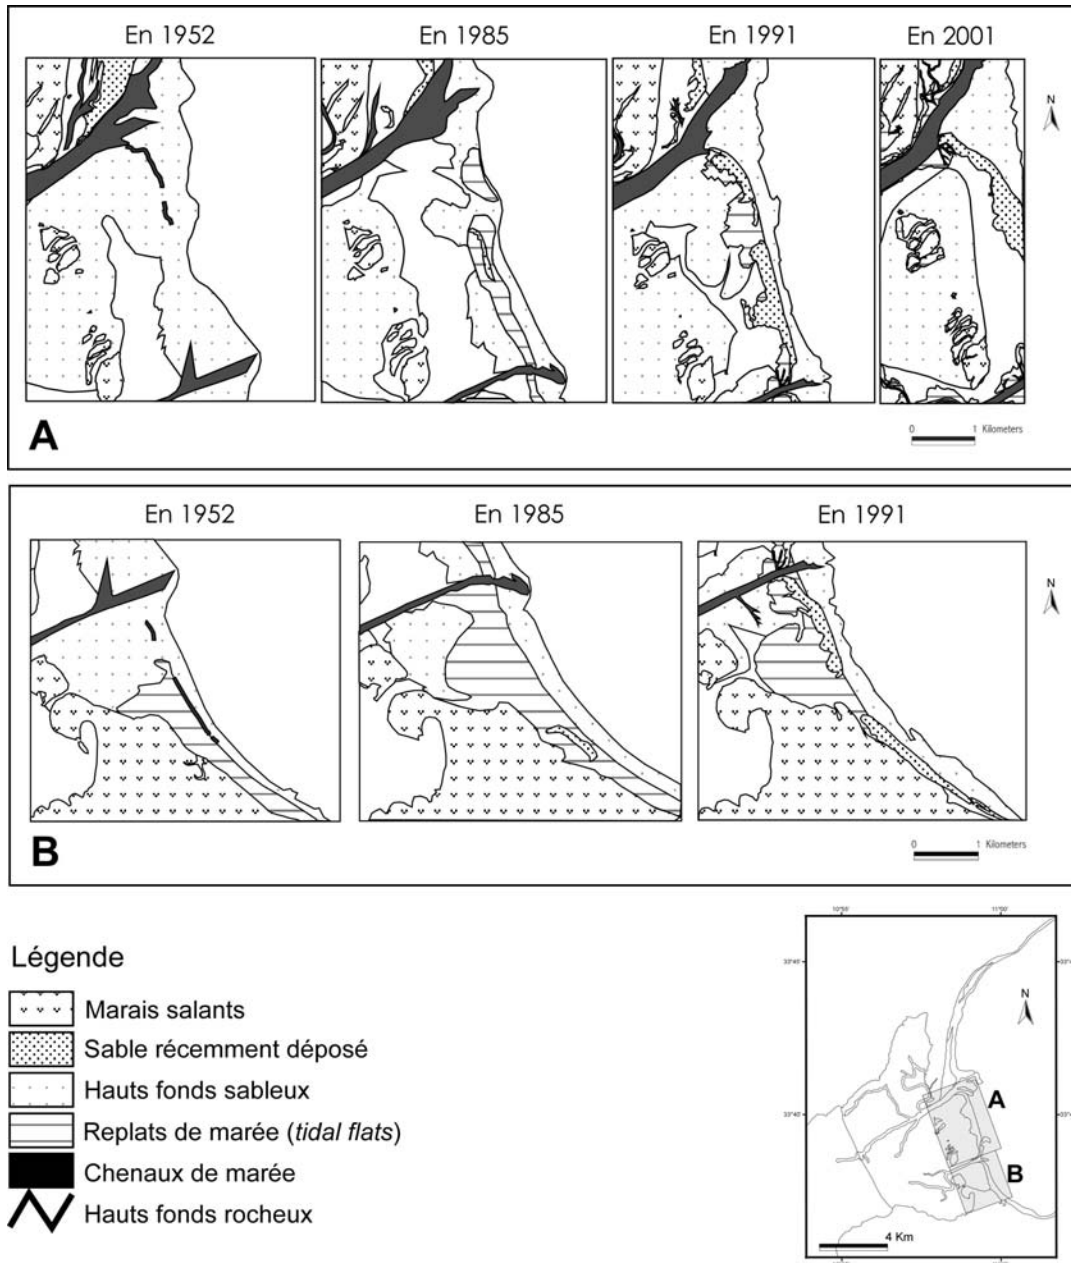 En 1952 En 1985 En 1991 En 2001
N
0 1 Kilometers
A
En 1952 En 1985 En 1991
N
0 1 Kilometers
B
Légende
Marais salants
Sable récemment déposé
Hauts fonds sableux
Replats de marée (tidal flats)
Chenaux de marée
Hauts fonds rocheux
N
A
B
4 Km